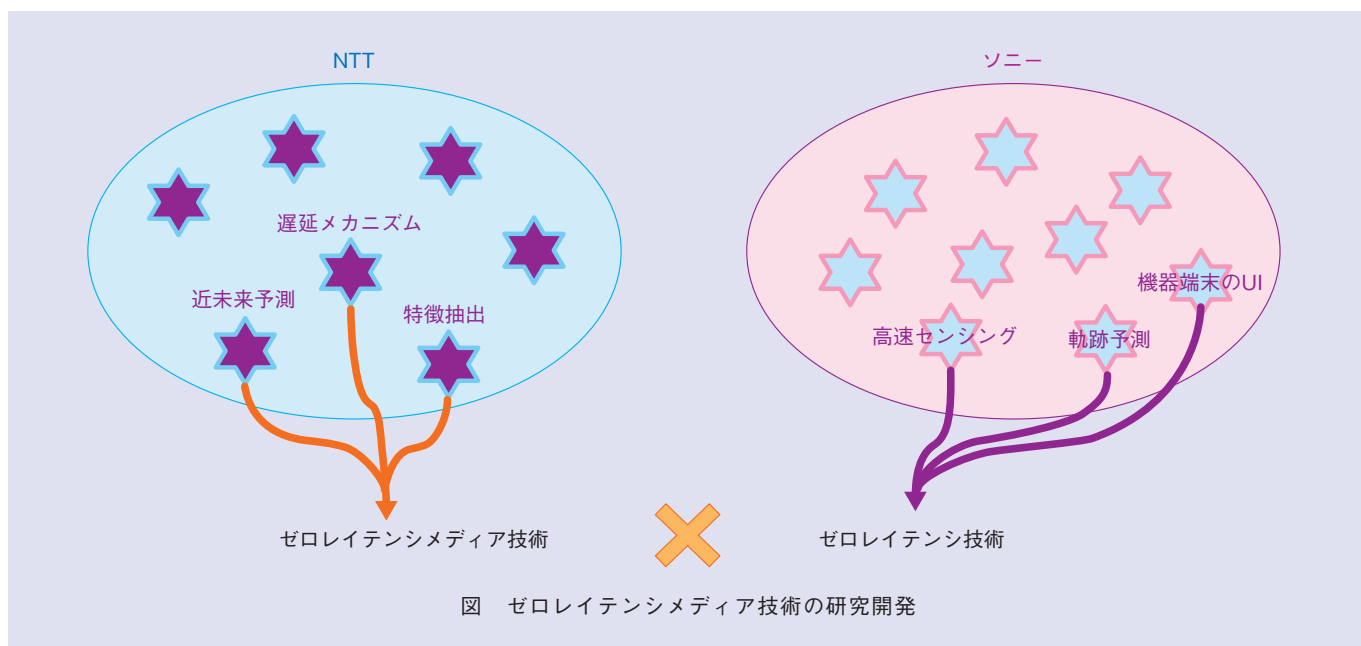 NTT
遅延メカニズム
近未来予測
特徴抽出
ゼロレイテンシメディア技術
ソニー
機器端末のUI
高速センシング
軌跡予測
ゼロレイテンシ技術
図　ゼロレイテンシメディア技術の研究開発